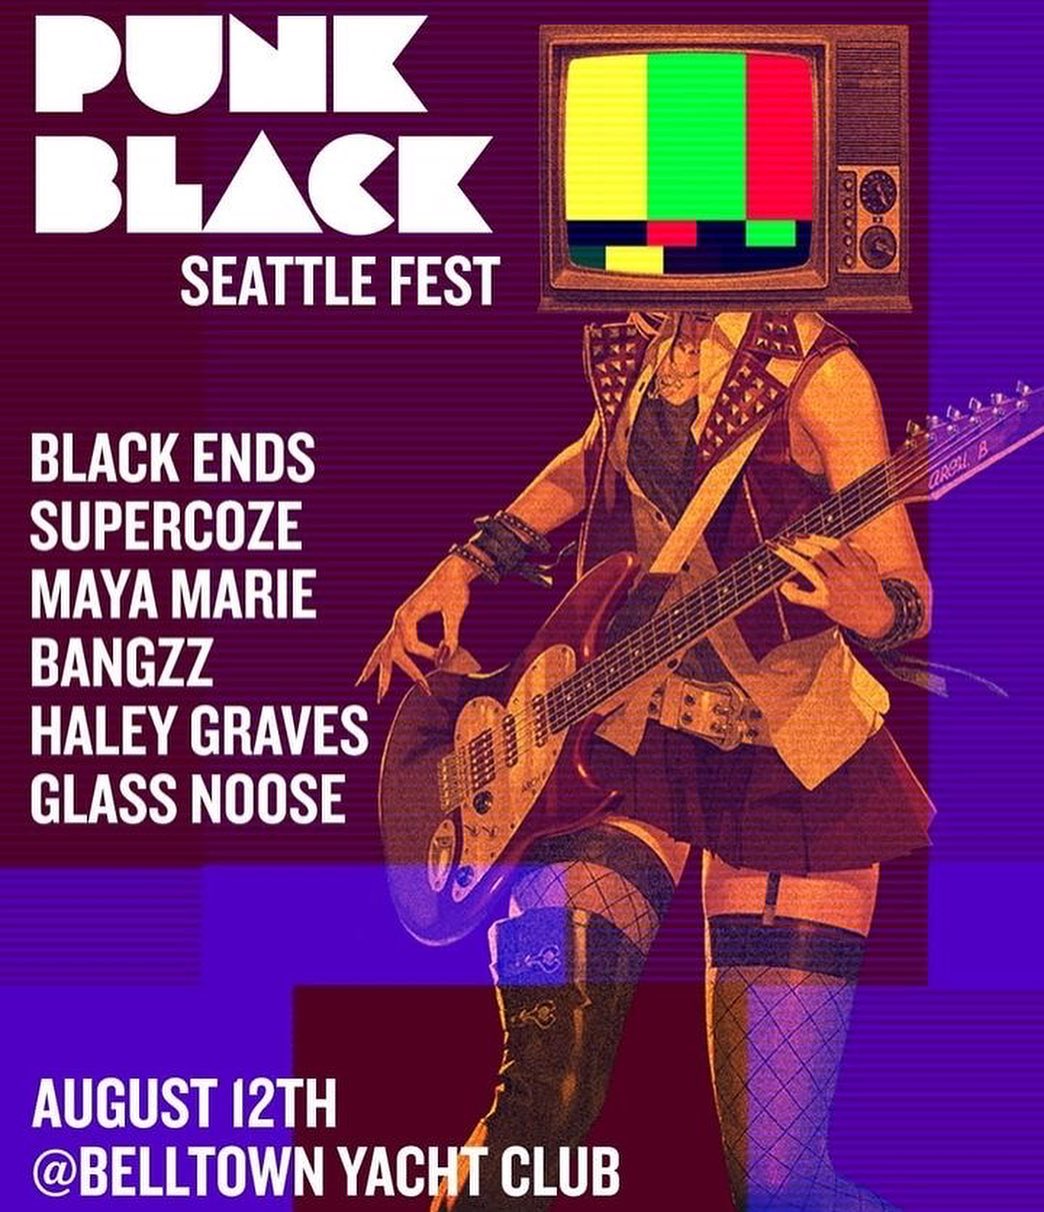 PUNK
BLACK
SEATTLE FEST
BLACK ENDS
SUPERCOZE
MAYA MARIE
BANGZZ
HALEY GRAVES
GLASS NOOSE
AUGUST 12TH
@BELLTOWN YACHT CLUB